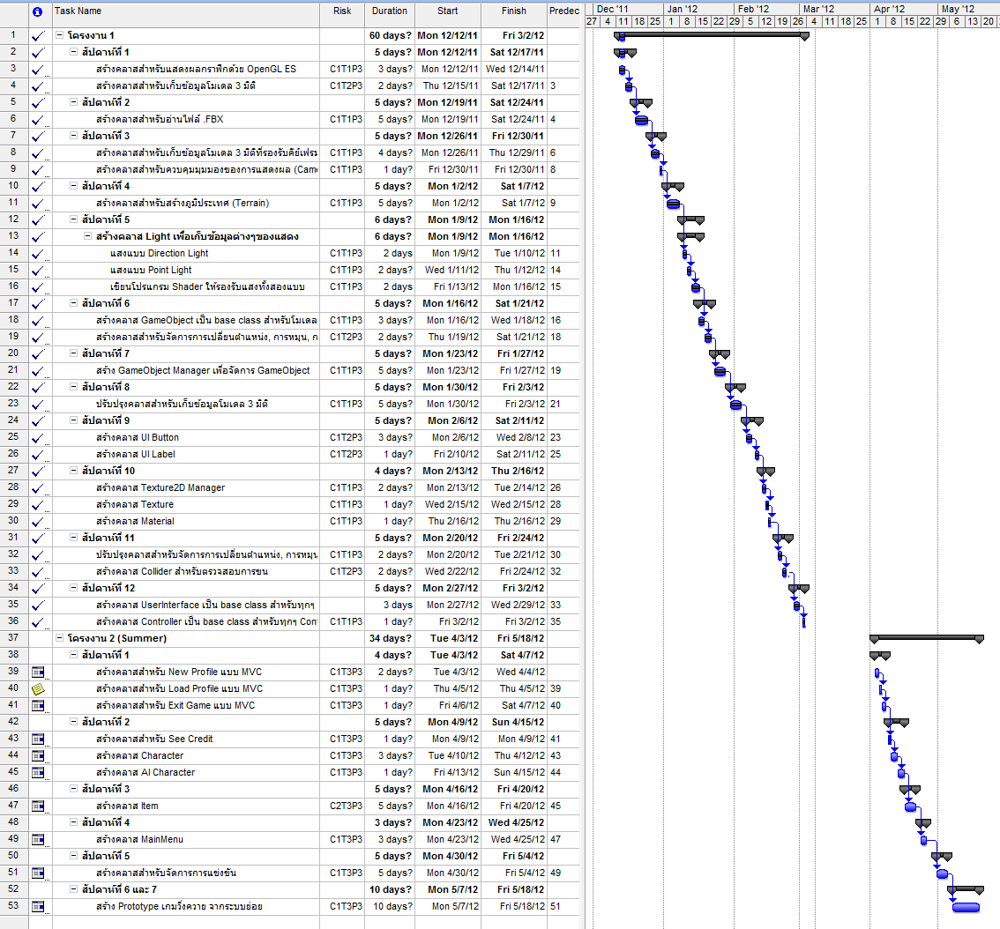 Task Name Risk Duration Start Finish Predec
Dec '11 Jan '12 Feb '12 Mar '12 Apr '12 May '12
27 4 11 18 25 1 8 15 22 29 5 12 19 26 4 11 18 25 1 8 15 22 29 6 13 20
1 โครงงาน 1 60 days? Mon 12/12/11 Fri 3/2/12
2 สัปดาห์ที่ 1 5 days? Mon 12/12/11 Sat 12/17/11
3 สร้างคลาสสำหรับแสดงผลกราฟิกด้วย OpenGL ES C1T1P3 3 days? Mon 12/12/11 Wed 12/14/11
4 สร้างคลาสสำหรับเก็บข้อมูลโมเดล 3 มิติ C1T2P3 2 days? Thu 12/15/11 Sat 12/17/11 3
5 สัปดาห์ที่ 2 5 days? Mon 12/19/11 Sat 12/24/11
6 สร้างคลาสสำหรับอ่านไฟล์ .FBX C1T1P3 5 days? Mon 12/19/11 Sat 12/24/11 4
7 สัปดาห์ที่ 3 5 days? Mon 12/26/11 Fri 12/30/11
8 สร้างคลาสสำหรับเก็บข้อมูลโมเดล 3 มิติที่รองรับคีย์เฟรม C1T1P3 4 days? Mon 12/26/11 Thu 12/29/11 6
9 สร้างคลาสสำหรับควบคุมมุมมองของการแสดงผล (Cam C1T1P3 1 day? Fri 12/30/11 Fri 12/30/11 8
10 สัปดาห์ที่ 4 5 days? Mon 1/2/12 Sat 1/7/12
11 สร้างคลาสสำหรับสร้างภูมิประเทศ (Terrain) C1T1P3 5 days? Mon 1/2/12 Sat 1/7/12 9
12 สัปดาห์ที่ 5 6 days? Mon 1/9/12 Mon 1/16/12
13 สร้างคลาส Light เพื่อเก็บข้อมูลต่างๆของแสดง 6 days? Mon 1/9/12 Mon 1/16/12
14 แสงแบบ Direction Light C1T1P3 2 days Mon 1/9/12 Tue 1/10/12 11
15 แสงแบบ Point Light C1T1P3 2 days? Wed 1/11/12 Thu 1/12/12 14
16 เขียนโปรแกรม Shader ให้รองรับแสงทั้งสองแบบ C1T1P3 2 days Fri 1/13/12 Mon 1/16/12 15
17 สัปดาห์ที่ 6 5 days? Mon 1/16/12 Sat 1/21/12
18 สร้างคลาส GameObject เป็น base class สำหรับโมเดล C1T1P3 3 days? Mon 1/16/12 Wed 1/18/12 16
19 สร้างคลาสสำหรับจัดการการเปลี่ยนตำแหน่ง, การหมุน, ก C1T2P3 2 days? Thu 1/19/12 Sat 1/21/12 18
20 สัปดาห์ที่ 7 5 days? Mon 1/23/12 Fri 1/27/12
21 สร้าง GameObject Manager เพื่อจัดการ GameObject C1T1P3 5 days? Mon 1/23/12 Fri 1/27/12 19
22 สัปดาห์ที่ 8 5 days? Mon 1/30/12 Fri 2/3/12
23 ปรับปรุงคลาสสำหรับเก็บข้อมูลโมเดล 3 มิติ C1T1P3 5 days? Mon 1/30/12 Fri 2/3/12 21
24 สัปดาห์ที่ 9 5 days? Mon 2/6/12 Sat 2/11/12
25 สร้างคลาส UI Button C1T2P3 3 days? Mon 2/6/12 Wed 2/8/12 23
26 สร้างคลาส UI Label C1T2P3 1 day? Fri 2/10/12 Sat 2/11/12 25
27 สัปดาห์ที่ 10 4 days? Mon 2/13/12 Thu 2/16/12
28 สร้างคลาส Texture2D Manager C1T1P3 2 days? Mon 2/13/12 Tue 2/14/12 26
29 สร้างคลาส Texture C1T1P3 1 day? Wed 2/15/12 Wed 2/15/12 28
30 สร้างคลาส Material C1T1P3 1 day? Thu 2/16/12 Thu 2/16/12 29
31 สัปดาห์ที่ 11 5 days? Mon 2/20/12 Fri 2/24/12
32 ปรับปรุงคลาสสำหรับจัดการการเปลี่ยนตำแหน่ง, การหมุน C1T1P3 2 days? Mon 2/20/12 Tue 2/21/12 30
33 สร้างคลาส Collider สำหรับตรวจสอบการชน C1T2P3 2 days? Wed 2/22/12 Fri 2/24/12 32
34 สัปดาห์ที่ 12 5 days? Mon 2/27/12 Fri 3/2/12
35 สร้างคลาส UserInterface เป็น base class สำหรับทุกๆ 3 days Mon 2/27/12 Wed 2/29/12 33
36 สร้างคลาส Controller เป็น base class สำหรับทุกๆ Con C1T1P3 1 day? Fri 3/2/12 Fri 3/2/12 35
37 โครงงาน 2 (Summer) 34 days? Tue 4/3/12 Fri 5/18/12
38 สัปดาห์ที่ 1 4 days? Tue 4/3/12 Sat 4/7/12
39 สร้างคลาสสำหรับ New Profile แบบ MVC C1T3P3 2 days? Tue 4/3/12 Wed 4/4/12
40 สร้างคลาสสำหรับ Load Profile แบบ MVC C1T3P3 1 day? Thu 4/5/12 Thu 4/5/12 39
41 สร้างคลาสสำหรับ Exit Game แบบ MVC C1T3P3 1 day? Fri 4/6/12 Sat 4/7/12 40
42 สัปดาห์ที่ 2 5 days? Mon 4/9/12 Sun 4/15/12
43 สร้างคลาสสำหรับ See Credit C1T3P3 1 day? Mon 4/9/12 Mon 4/9/12 41
44 สร้างคลาส Character C1T3P3 3 days? Tue 4/10/12 Thu 4/12/12 43
45 สร้างคลาส AI Character C1T3P3 1 day? Fri 4/13/12 Sun 4/15/12 44
46 สัปดาห์ที่ 3 5 days? Mon 4/16/12 Fri 4/20/12
47 สร้างคลาส Item C2T3P3 5 days? Mon 4/16/12 Fri 4/20/12 45
48 สัปดาห์ที่ 4 3 days? Mon 4/23/12 Wed 4/25/12
49 สร้างคลาส MainMenu C1T3P3 3 days? Mon 4/23/12 Wed 4/25/12 47
50 สัปดาห์ที่ 5 5 days? Mon 4/30/12 Fri 5/4/12
51 สร้างคลาสสำหรับจัดการการแข่งขัน C1T3P3 5 days? Mon 4/30/12 Fri 5/4/12 49
52 สัปดาห์ที่ 6 และ 7 10 days? Mon 5/7/12 Fri 5/18/12
53 สร้าง Prototype เกมวิ่งควาย จากระบบย่อย C1T3P3 10 days? Mon 5/7/12 Fri 5/18/12 51